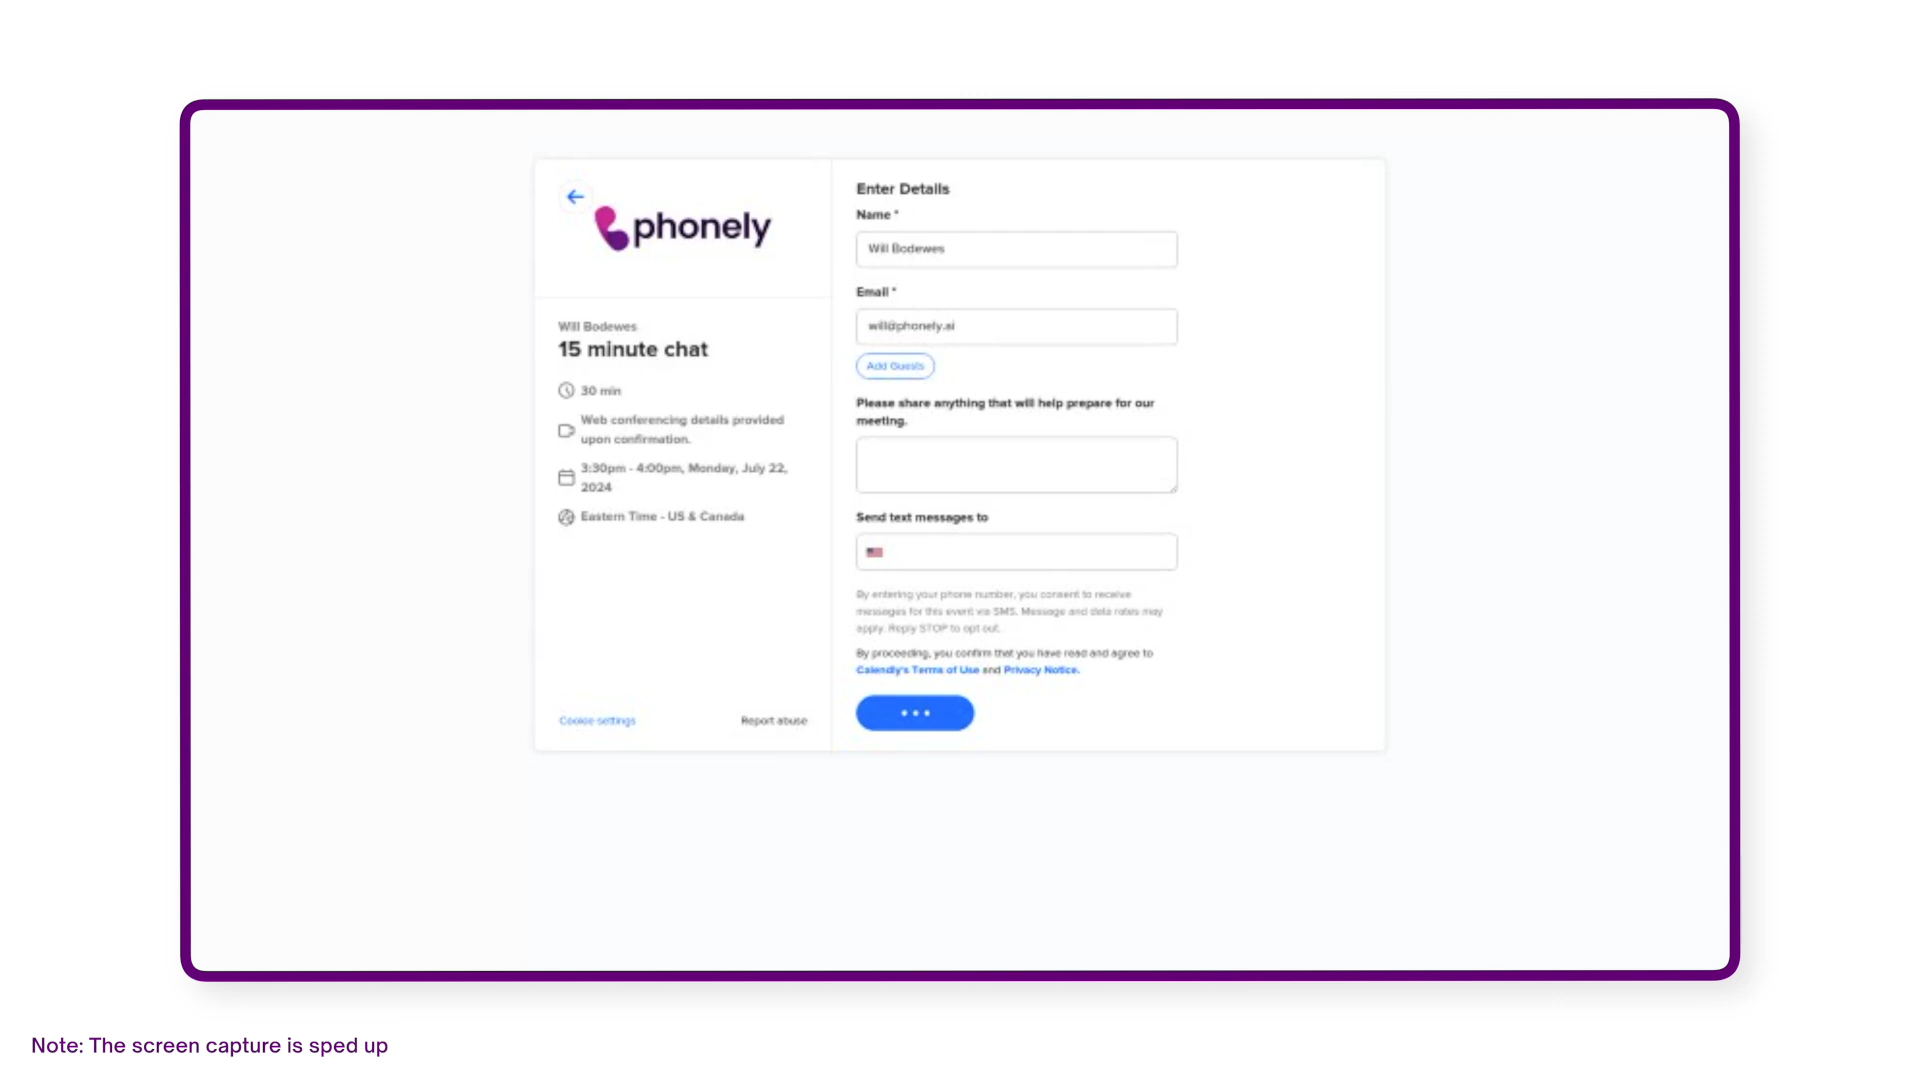 phonely
Will Bodewes
15 minute chat
30 min
Web conferencing details provided
upon confirmation.
3:30pm - 4:00pm, Monday, July 22,
2024
Eastern Time - US & Canada
Cookie settings
Report abuse
Enter Details
Name *
Will Bodewes
Email *
will@phonely.ai
Add Guests
Please share anything that will help prepare for our
meeting.
Send text messages to
By entering your phone number, you consent to receive
messages for this event via SMS. Message and data rates may
apply. Reply STOP to opt out.
By proceeding, you confirm that you have read and agree to
Calendly's Terms of Use and Privacy Notice.
Note: The screen capture is sped up